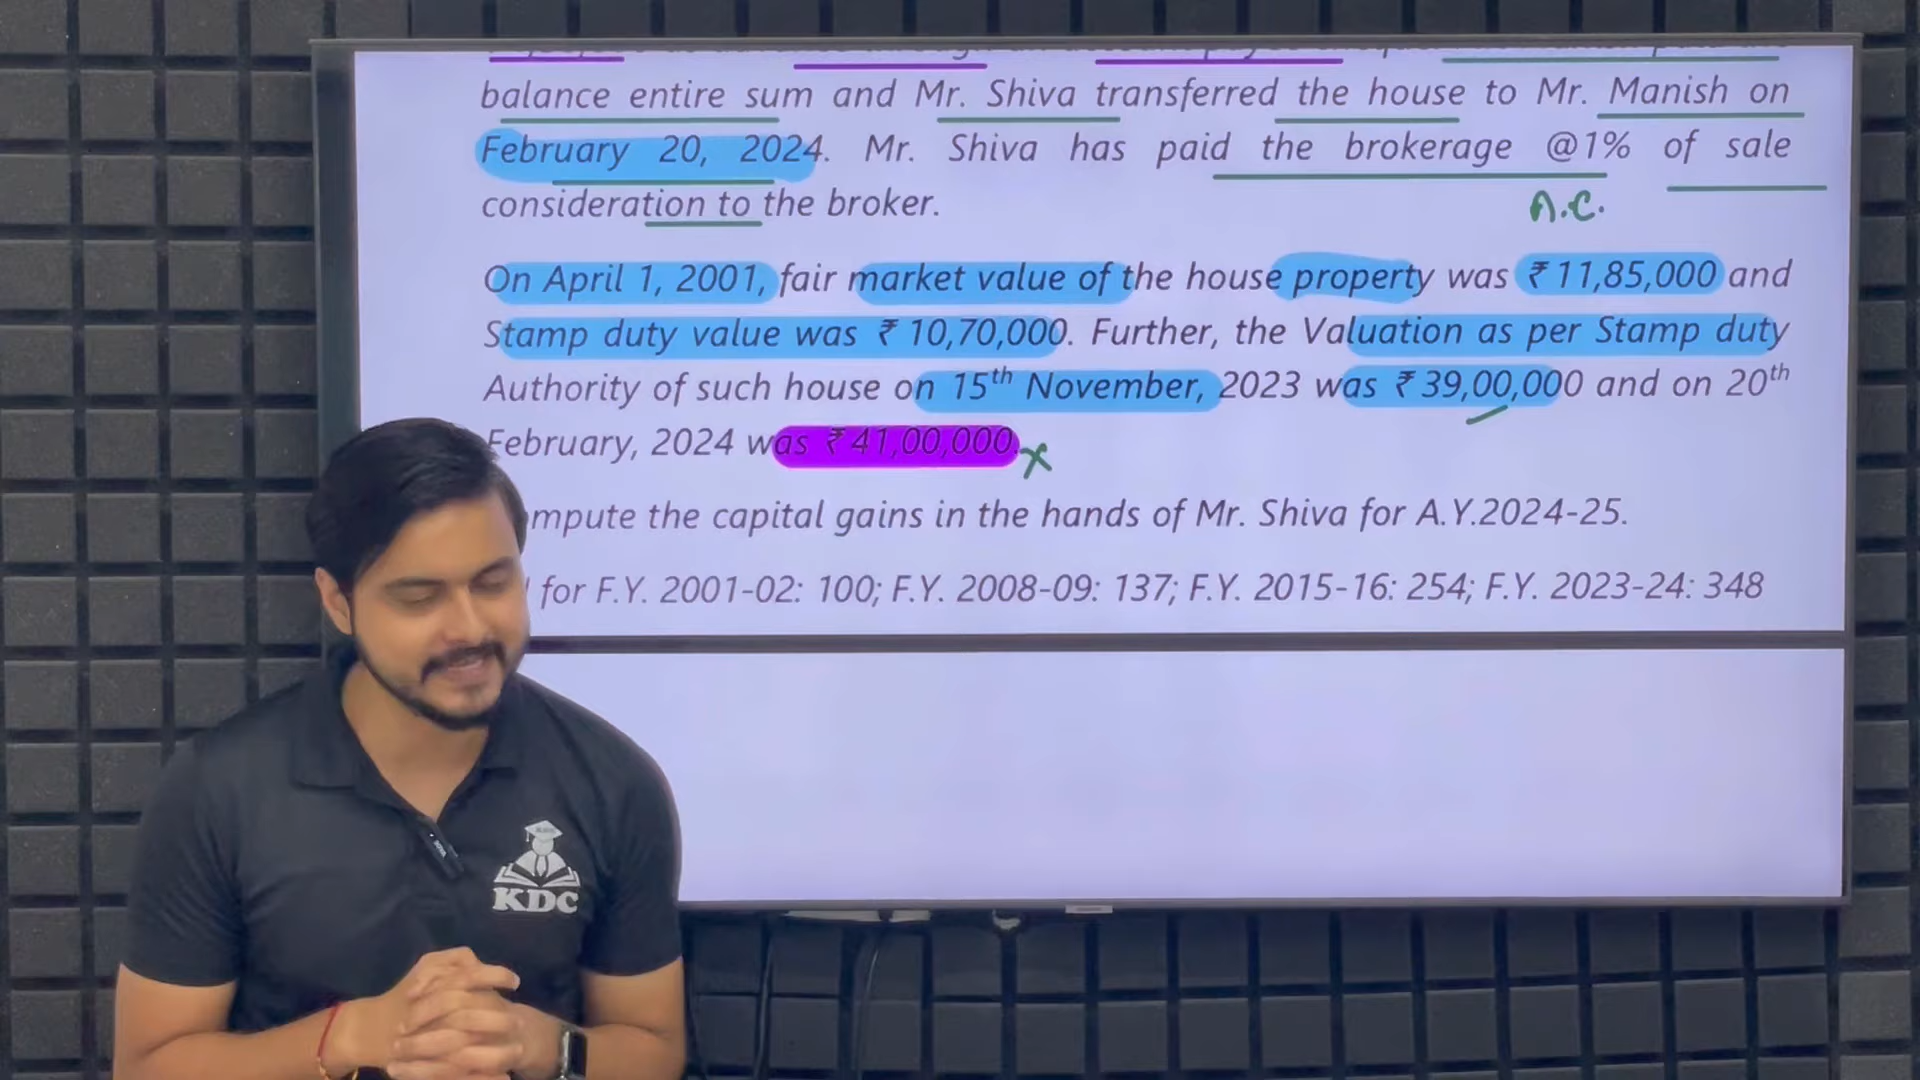 balance entire sum and Mr. Shiva transferred the house to Mr. Manish on
February 20, 2024. Mr. Shiva has paid the brokerage @1% of sale
consideration to the broker.
A.C.
On April 1, 2001, fair market value of the house property was ₹ 11,85,000 and
Stamp duty value was ₹ 10,70,000. Further, the Valuation as per Stamp duty
Authority of such house on 15th November, 2023 was ₹ 39,00,000 and on 20th
February, 2024 was ₹ 41,00,000. x
mpute the capital gains in the hands of Mr. Shiva for A.Y.2024-25.
for F.Y. 2001-02: 100; F.Y. 2008-09: 137; F.Y. 2015-16: 254; F.Y. 2023-24: 348
KDC